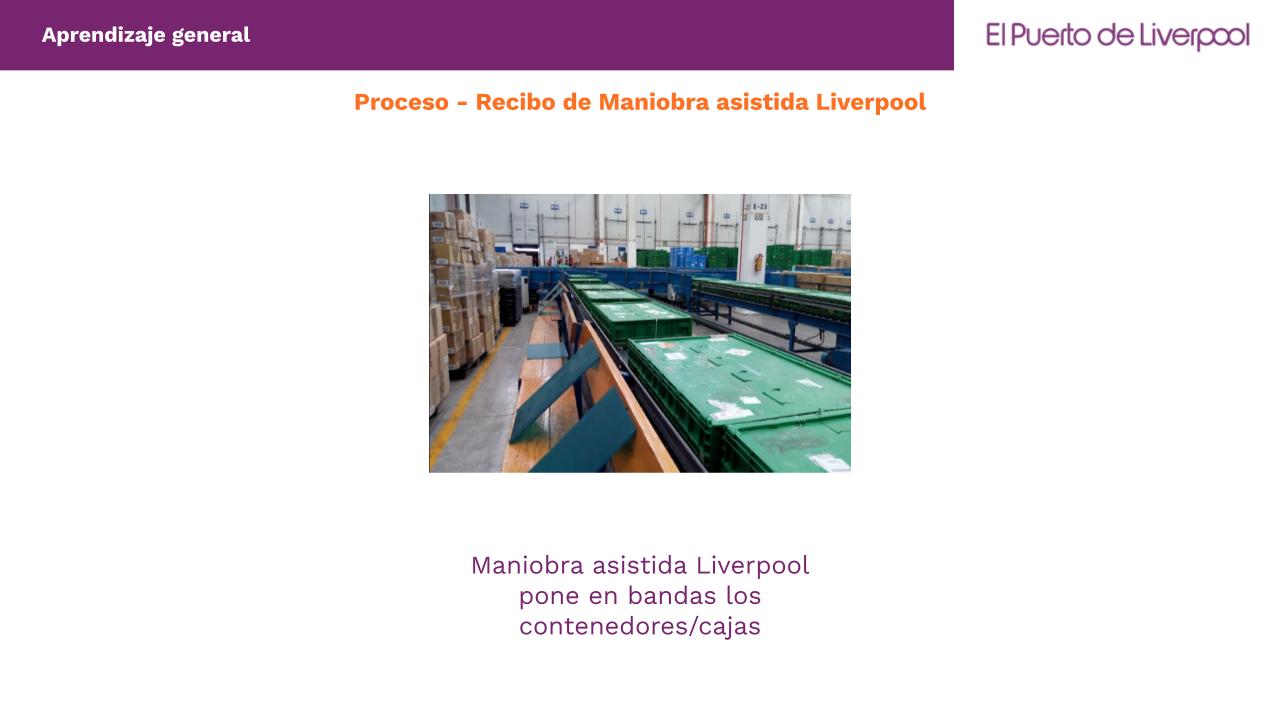 Aprendizaje general
El Puerto de Liverpool
Proceso - Recibo de Maniobra asistida Liverpool
E-23
Maniobra asistida Liverpool
pone en bandas los
contenedores/cajas